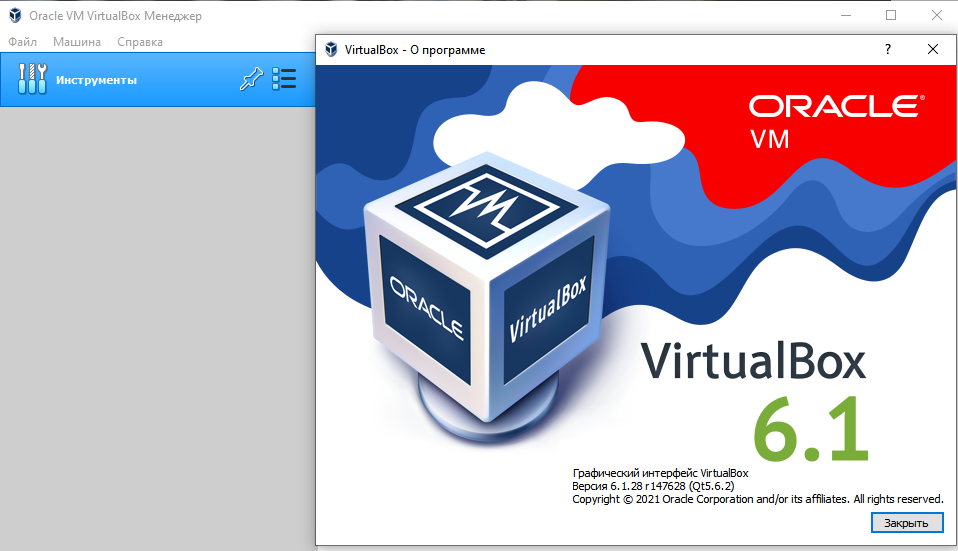 Oracle VM VirtualBox Менеджер
Файл Машина Справка
Инструменты
VirtualBox - О программе
?
ORACLE®
VM
ORACLE
VirtualBox
VirtualBox
6.1
Графический интерфейс VirtualBox
Версия 6.1.28 r147628 (Qt5.6.2)
Copyright © 2021 Oracle Corporation and/or its affiliates. All rights reserved.
Закрыть